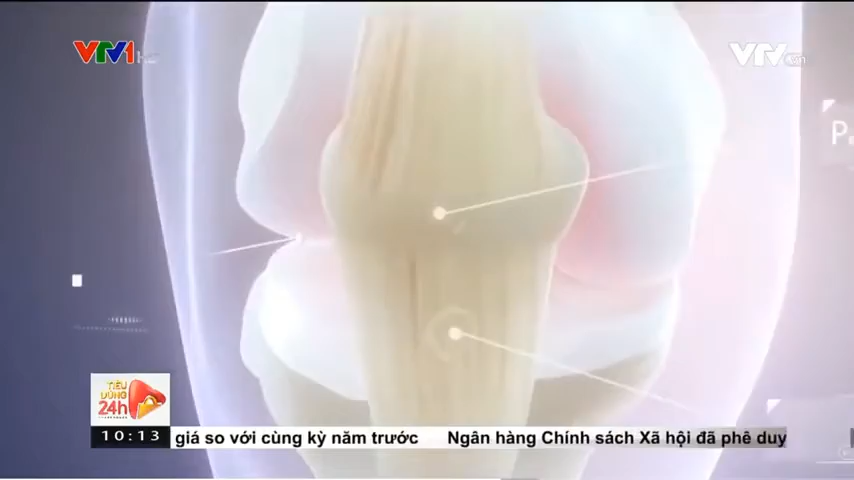 VTV1 HD
VTV.vn
P
TIÊU
DÙNG
24h
10:13
giá so với cùng kỳ năm trước Ngân hàng Chính sách Xã hội đã phê duy